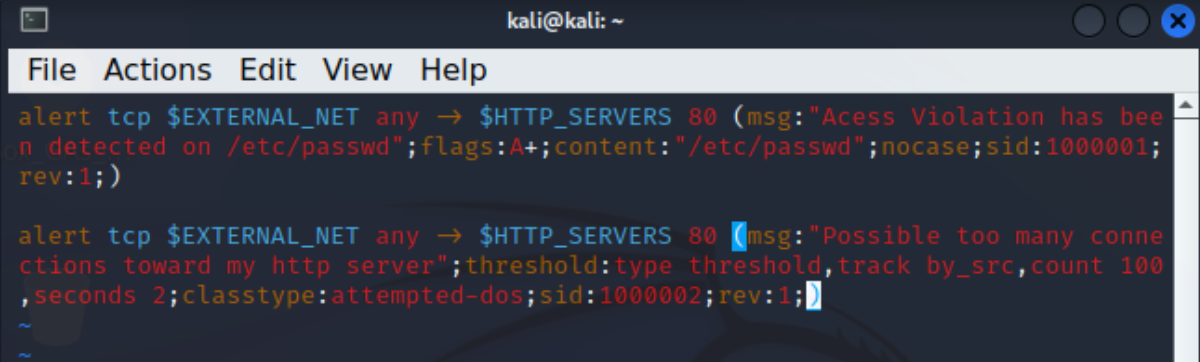 kali@kali: ~
File Actions Edit View Help
alert tcp $EXTERNAL_NET any → $HTTP_SERVERS 80 (msg:"Acess Violation has bee
n detected on /etc/passwd";flags:A+;content:"/etc/passwd";nocase;sid:1000001;
rev:1;)
alert tcp $EXTERNAL_NET any → $HTTP_SERVERS 80 (msg:"Possible too many conne
ctions toward my http server";threshold:type threshold,track by_src,count 100
,seconds 2;classtype:attempted-dos;sid:1000002;rev:1;)
~
~